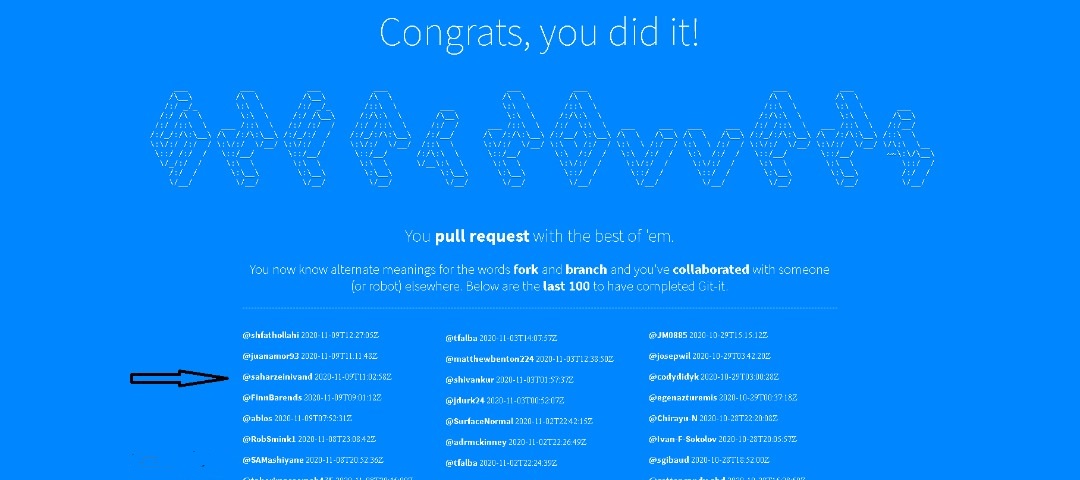 Congrats, you did it!
You pull request with the best of 'em.
You now know alternate meanings for the words fork and branch and you've collaborated with someone
(or robot) elsewhere. Below are the last 100 to have completed Git-it.
@shfathollahi 2020-11-09T12:27:05Z
@juanamor93 2020-11-09T11:11:48Z
@saharzeinivand 2020-11-09T11:02:58Z
@FinnBarends 2020-11-09T09:01:12Z
@ablos 2020-11-09T07:52:31Z
@RobSmink1 2020-11-08T23:08:42Z
@SAMashiyane 2020-11-08T20:52:36Z
@tfalba 2020-11-03T14:07:57Z
@matthewbenton224 2020-11-03T12:38:50Z
@shivankur 2020-11-03T01:57:37Z
@jdurk24 2020-11-03T00:52:07Z
@SurfaceNormal 2020-11-02T22:42:15Z
@adrmckinney 2020-11-02T22:26:49Z
@tfalba 2020-11-02T22:24:39Z
@JM0885 2020-10-29T15:15:12Z
@josepwil 2020-10-29T03:42:20Z
@codydidyk 2020-10-29T03:00:28Z
@egenazturemis 2020-10-29T00:37:18Z
@Chirayu-N 2020-10-28T22:20:08Z
@Ivan-F-Sokolov 2020-10-28T20:05:57Z
@sgibaud 2020-10-28T18:52:00Z